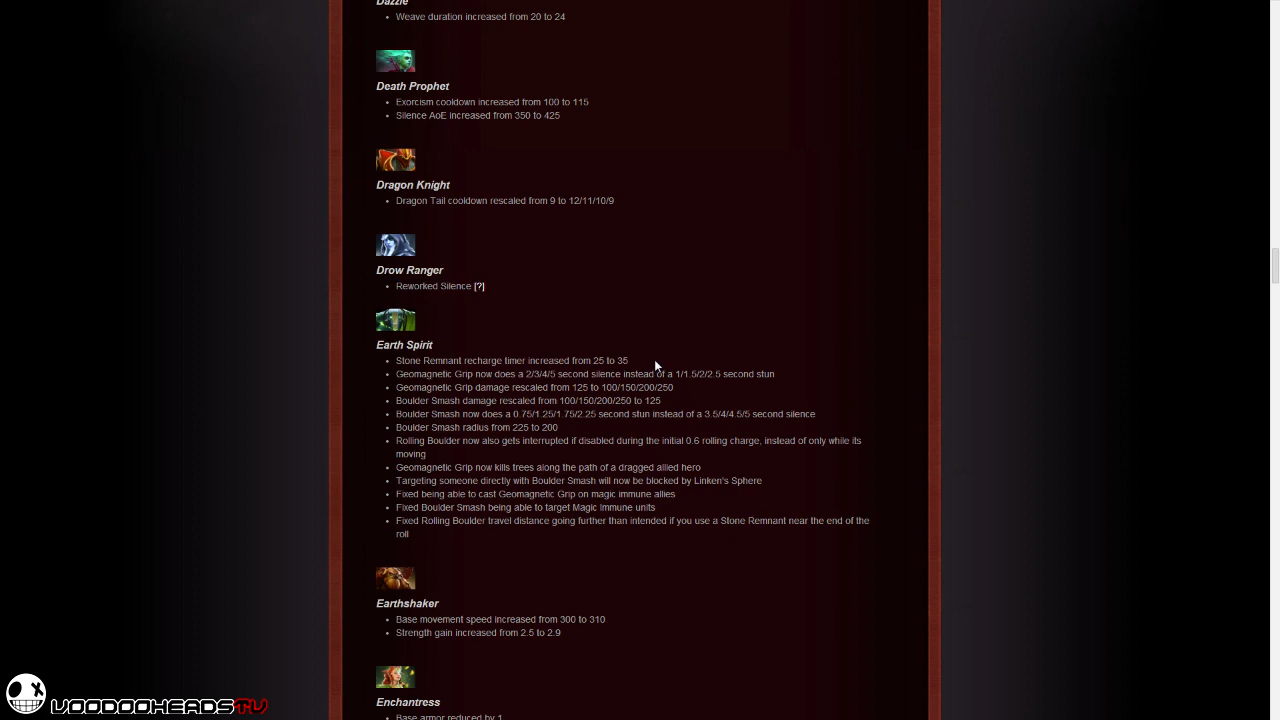 Dazzle
Weave duration increased from 20 to 24
Death Prophet
Exorcism cooldown increased from 100 to 115
Silence AoE increased from 350 to 425
Dragon Knight
Dragon Tail cooldown rescaled from 9 to 12/11/10/9
Drow Ranger
Reworked Silence [?]
Earth Spirit
Stone Remnant recharge timer increased from 25 to 35
Geomagnetic Grip now does a 2/3/4/5 second silence instead of a 1/1.5/2/2.5 second stun
Geomagnetic Grip damage rescaled from 125 to 100/150/200/250
Boulder Smash damage rescaled from 100/150/200/250 to 125
Boulder Smash now does a 0.75/1.25/1.75/2.25 second stun instead of a 3.5/4/4.5/5 second silence
Boulder Smash radius from 225 to 200
Rolling Boulder now also gets interrupted if disabled during the initial 0.6 rolling charge, instead of only while its
moving
Geomagnetic Grip now kills trees along the path of a dragged allied hero
Targeting someone directly with Boulder Smash will now be blocked by Linken's Sphere
Fixed being able to cast Geomagnetic Grip on magic immune allies
Fixed Boulder Smash being able to target Magic Immune units
Fixed Rolling Boulder travel distance going further than intended if you use a Stone Remnant near the end of the
roll
Earthshaker
Base movement speed increased from 300 to 310
Strength gain increased from 2.5 to 2.9
Enchantress
Base armor reduced by 1
VOODOOHEADSTV